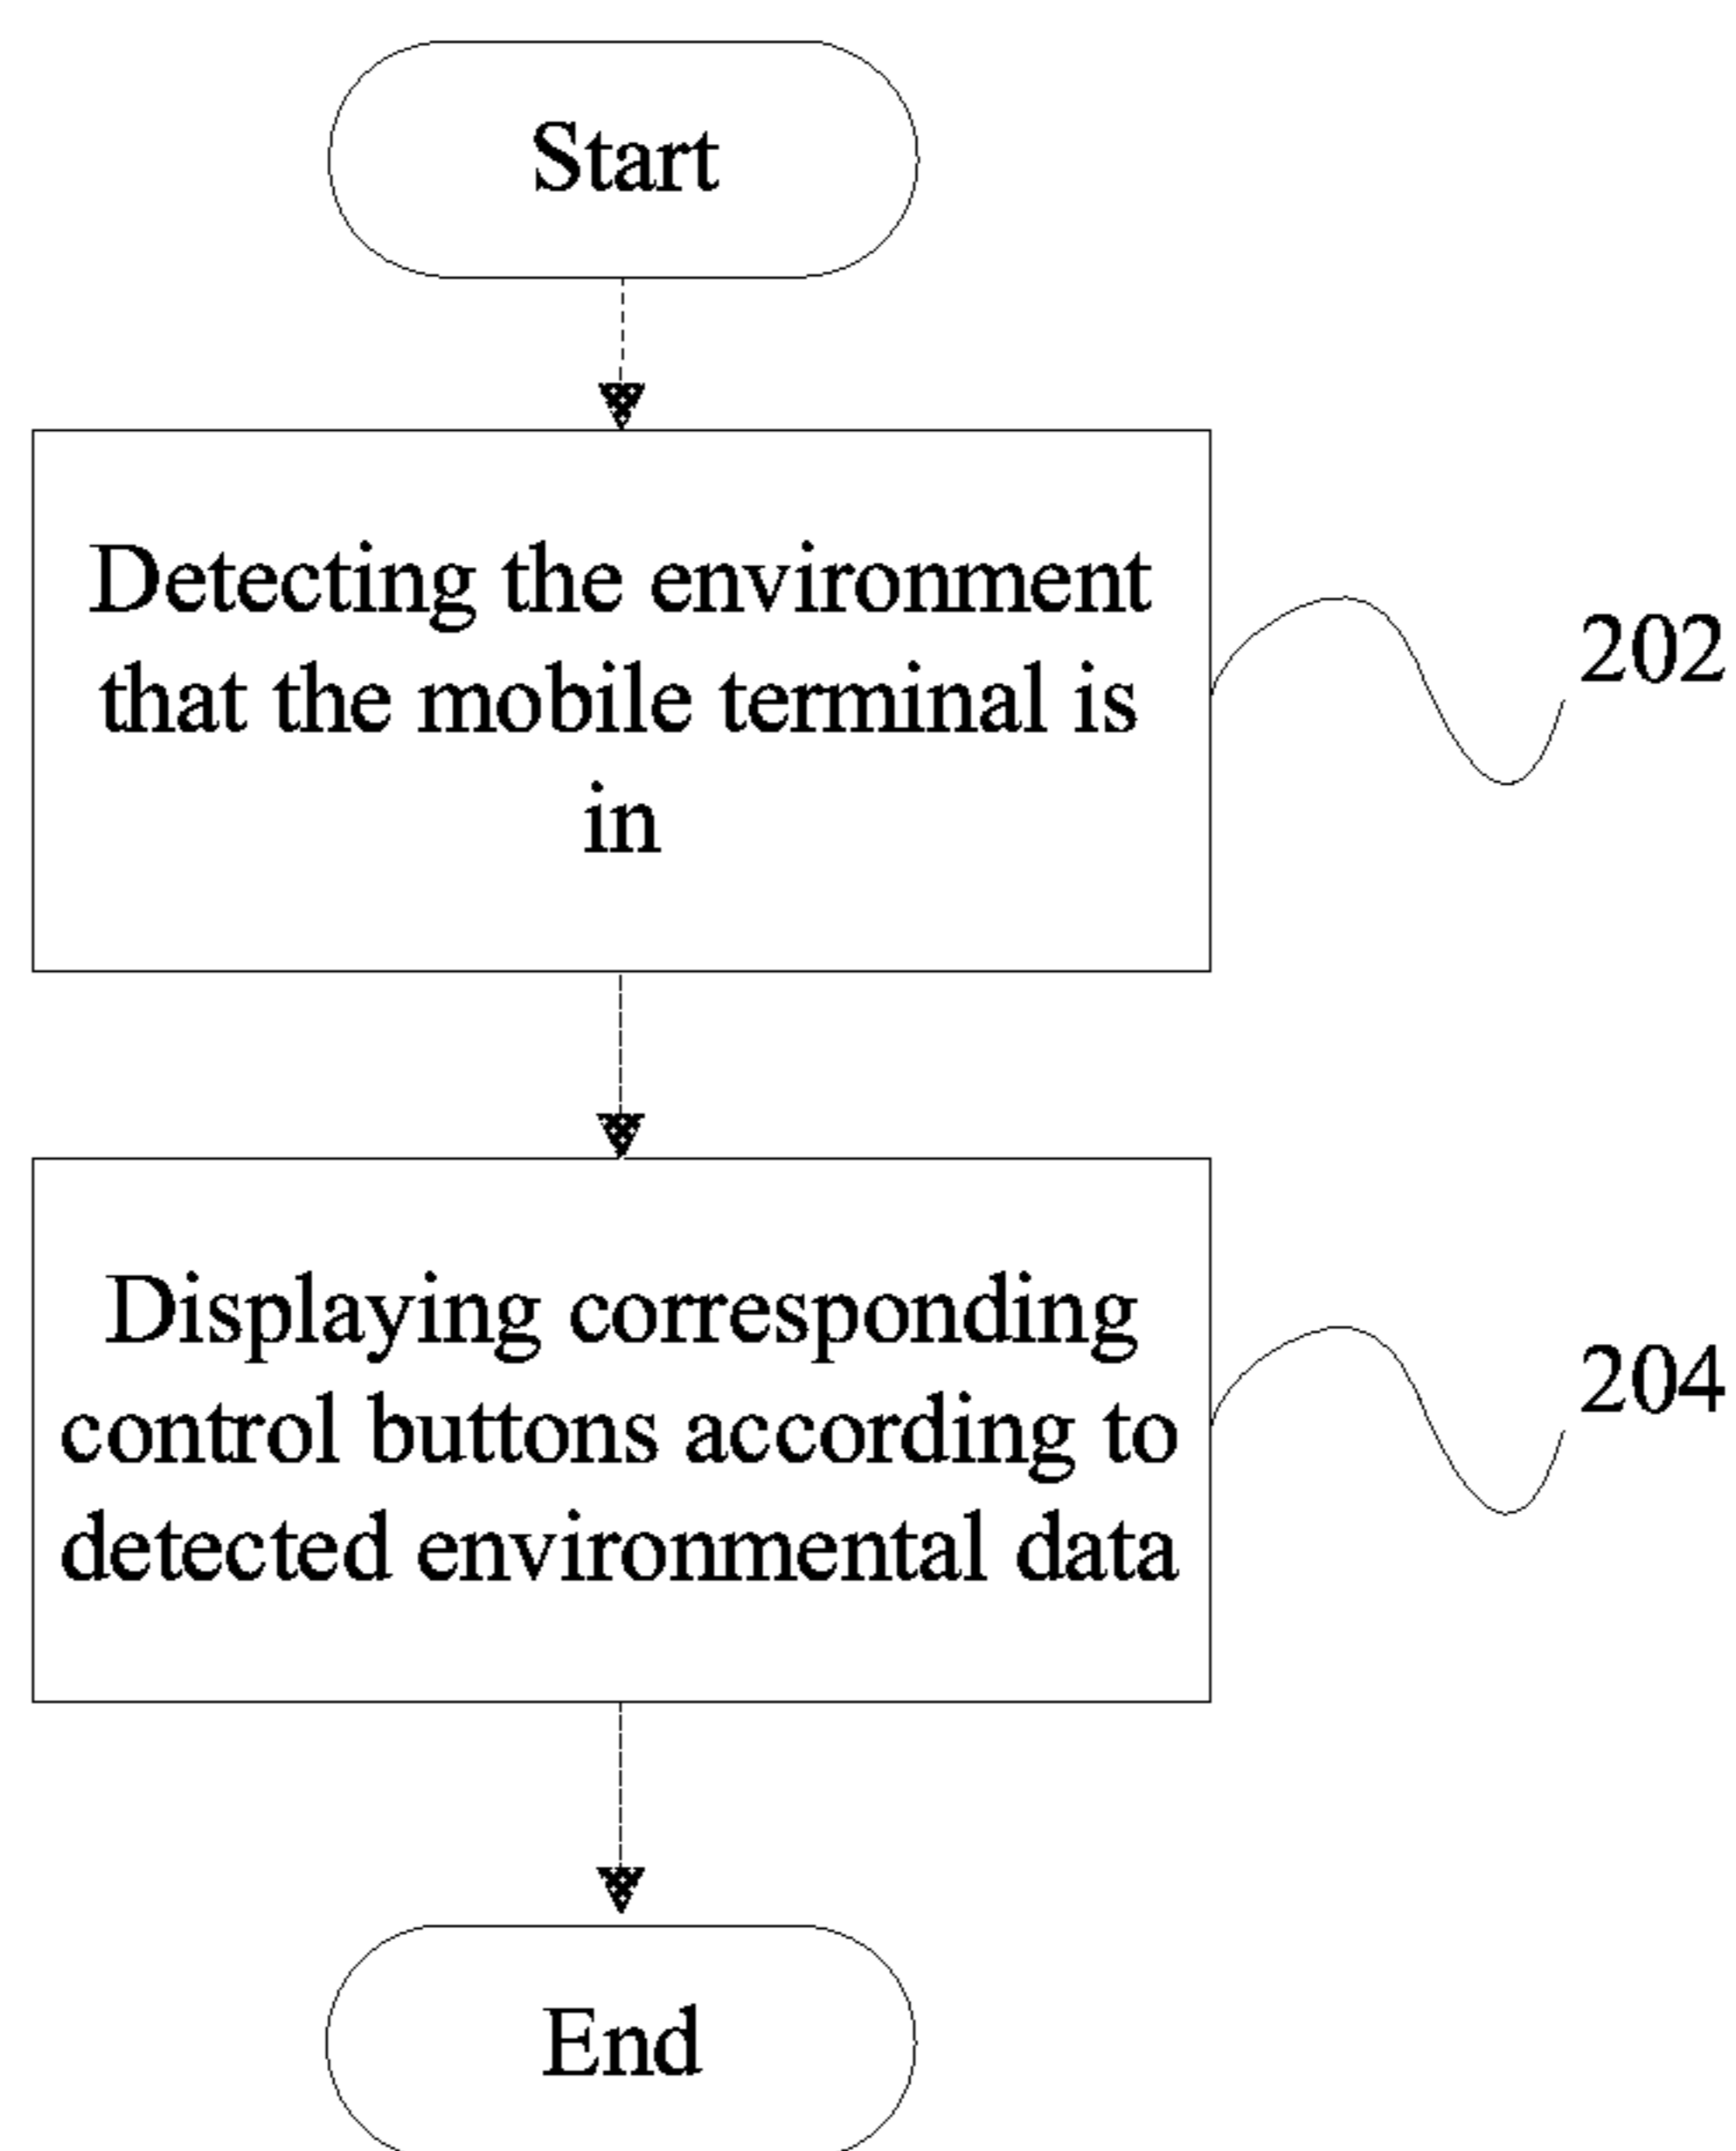 Start
Detecting the environment
that the mobile terminal is
in
202
Displaying corresponding
control buttons according to
detected environmental data
204
End